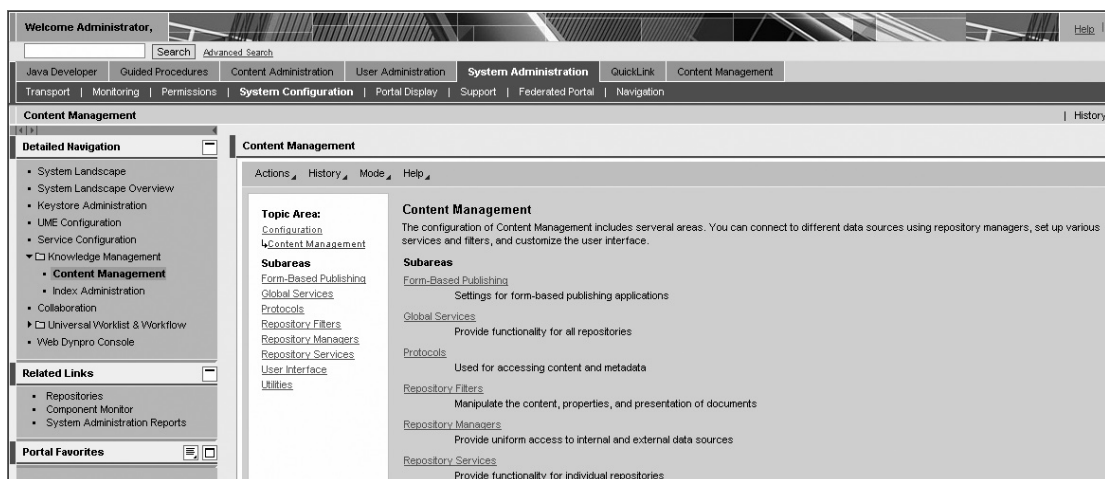 Welcome Administrator,
Help
Search Advanced Search
Java Developer Guided Procedures Content Administration User Administration System Administration QuickLink Content Management
Transport | Monitoring | Permissions | System Configuration | Portal Display | Support | Federated Portal | Navigation
Content Management | History
Detailed Navigation
System Landscape
System Landscape Overview
Keystore Administration
UME Configuration
Service Configuration
Knowledge Management
Content Management
Index Administration
Collaboration
Universal Worklist & Workflow
Web Dynpro Console
Related Links
Repositories
Component Monitor
System Administration Reports
Portal Favorites
Content Management
Actions History Mode Help
Topic Area:
Configuration
Content Management
Subareas
Form-Based Publishing
Global Services
Protocols
Repository Filters
Repository Managers
Repository Services
User Interface
Utilities
Content Management
The configuration of Content Management includes serveral areas. You can connect to different data sources using repository managers, set up various
services and filters, and customize the user interface.
Subareas
Form-Based Publishing
Settings for form-based publishing applications
Global Services
Provide functionality for all repositories
Protocols
Used for accessing content and metadata
Repository Filters
Manipulate the content, properties, and presentation of documents
Repository Managers
Provide uniform access to internal and external data sources
Repository Services
Provide functionality for individual repositories